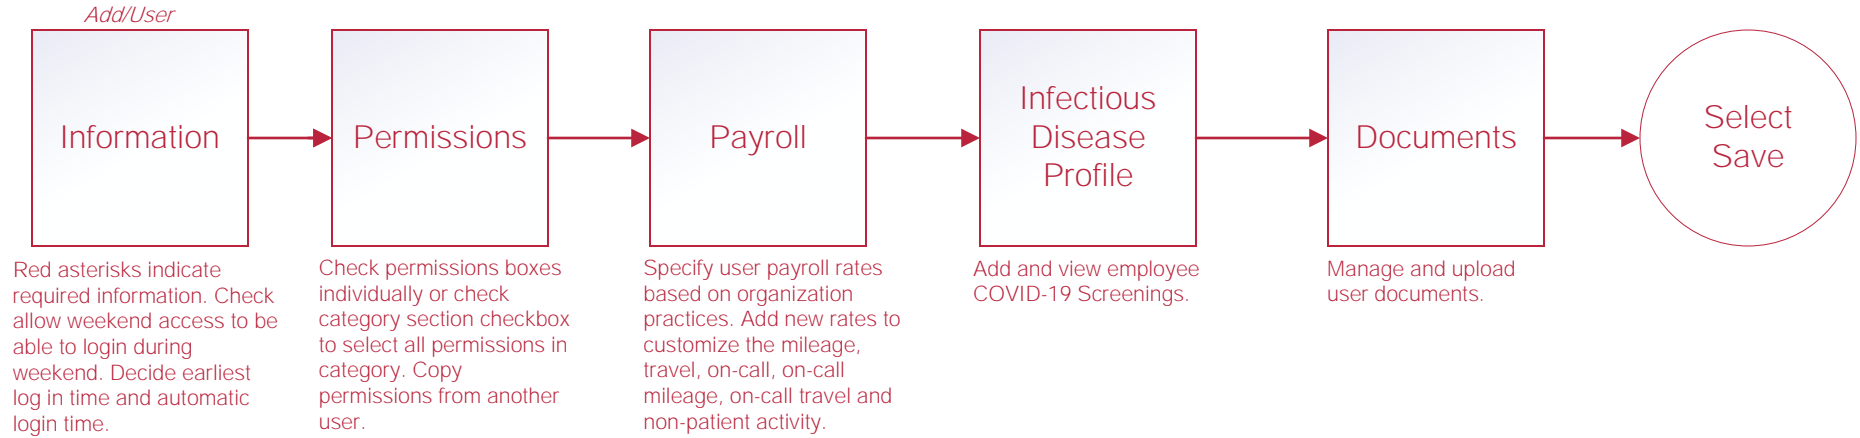 Add/User
Information
Permissions
Payroll
Infectious
Disease
Profile
Documents
Select
Save
Red asterisks indicate
required information. Check
allow weekend access to be
able to login during
weekend. Decide earliest
log in time and automatic
login time.
Check permissions boxes
individually or check
category section checkbox
to select all permissions in
category. Copy
permissions from another
user.
Specify user payroll rates
based on organization
practices. Add new rates to
customize the mileage,
travel, on-call, on-call
mileage, on-call travel and
non-patient activity.
Add and view employee
COVID-19 Screenings.
Manage and upload
user documents.